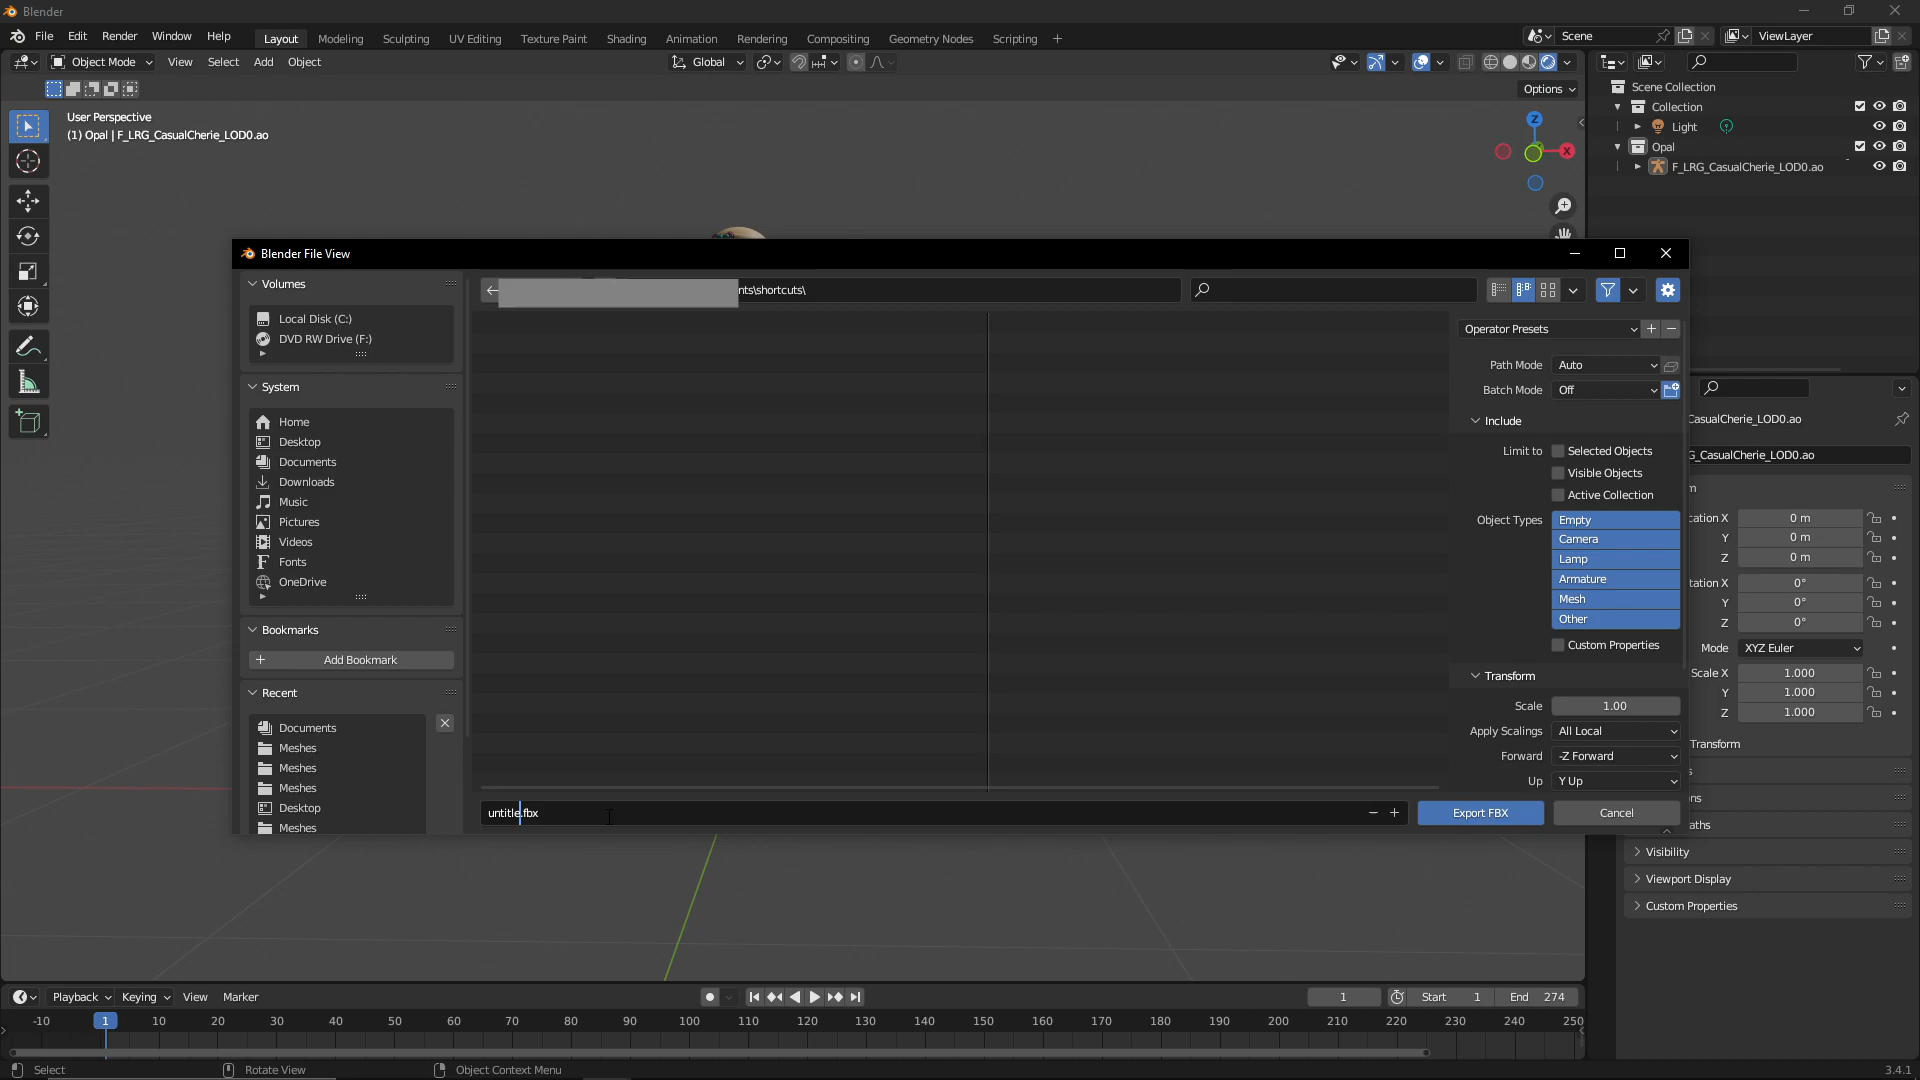 Blender
File Edit Render Window Help Layout Modeling Sculpting UV Editing Texture Paint Shading Animation Rendering Compositing Geometry Nodes Scripting + Scene ViewLayer
Object Mode View Select Add Object Global
Options
User Perspective
(1) Opal | F_LRG_CasualCherie_LOD0.ao
Z
X
Scene Collection
Collection
Light
Opal
F_LRG_CasualCherie_LOD0.ao
Blender File View
nts\shortcuts\
Volumes
Local Disk (C:)
DVD RW Drive (F:)
System
Home
Desktop
Documents
Downloads
Music
Pictures
Videos
Fonts
OneDrive
Bookmarks
Add Bookmark
Recent
Documents
Meshes
Meshes
Meshes
Desktop
Meshes
untitle.fbx
Export FBX
Cancel
Operator Presets
Path Mode Auto
Batch Mode Off
Include
Limit to Selected Objects
Visible Objects
Active Collection
Object Types Empty
Camera
Lamp
Armature
Mesh
Other
Custom Properties
Transform
Scale 1.00
Apply Scalings All Local
Forward -Z Forward
Up Y Up
CasualCherie_LOD0.ao
G_CasualCherie_LOD0.ao
m
cation X 0 m
Y 0 m
Z 0 m
tation X 0°
Y 0°
Z 0°
Mode XYZ Euler
Scale X 1.000
Y 1.000
Z 1.000
Transform
s
ons
aths
Visibility
Viewport Display
Custom Properties
Playback Keying View Marker 1 Start 1 End 274
-10 1 10 20 30 40 50 60 70 80 90 100 110 120 130 140 150 160 170 180 190 200 210 220 230 240 250
Select Rotate View Object Context Menu 3.4.1